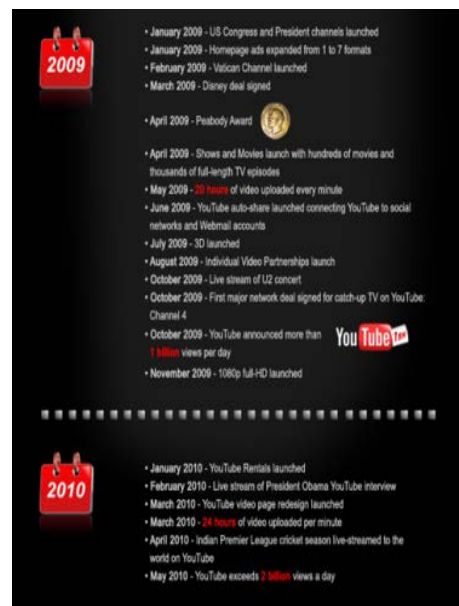 2009
• January 2009 - US Congress and President channels launched
• January 2009 - Homepage ads expanded from 1 to 7 formats
• February 2009 - Vatican Channel launched
• March 2009 - Disney deal signed
• April 2009 - Peabody Award
• April 2009 - Shows and Movies launch with hundreds of movies and
thousands of full-length TV episodes
• May 2009 - 20 hours of video uploaded every minute
• June 2009 - YouTube auto-share launched connecting YouTube to social
networks and Webmail accounts
• July 2009 - 3D launched
• August 2009 - Individual Video Partnerships launch
• October 2009 - Live stream of U2 concert
• October 2009 - First major network deal signed for catch-up TV on YouTube:
Channel 4
• October 2009 - YouTube announced more than
1 billion views per day
You Tube
• November 2009 - 1080p full-HD launched
2010
• January 2010 - YouTube Rentals launched
• February 2010 - Live stream of President Obama YouTube interview
• March 2010 - YouTube video page redesign launched
• March 2010 - 24 hours of video uploaded per minute
• April 2010 - Indian Premier League cricket season live-streamed to the
world on YouTube
• May 2010 - YouTube exceeds 2 billion views a day